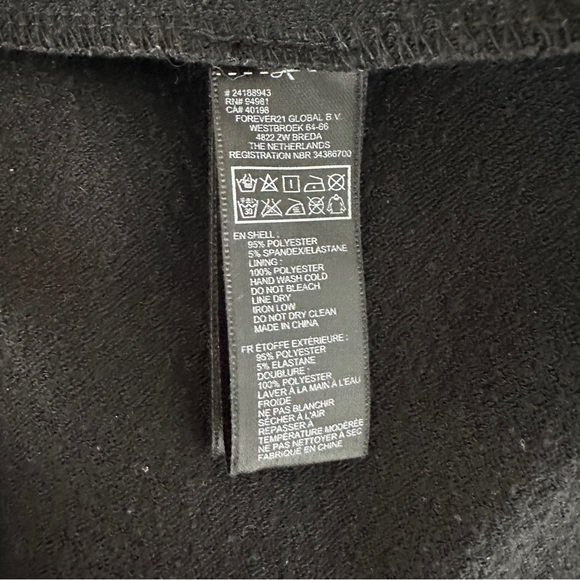 # 24188943
RN# 94981
CA# 40198
FOREVER21 GLOBAL B.V
WESTBROEK 64-66
4822 ZW BREDA
THE NETHERLANDS
REGISTRATION NBR 34386700
30
EN SHELL :
95% POLYESTER
5% SPANDEX/ELASTANE
LINING :
100% POLYESTER
HAND WASH COLD
DO NOT BLEACH
LINE DRY
IRON LOW
DO NOT DRY CLEAN
MADE IN CHINA
FR ÉTOFFE EXTÉRIEURE :
95% POLYESTER
5% ELASTANE
DOUBLURE :
100% POLYESTER
LAVER À LA MAIN À L'EAU
FROIDE
NE PAS BLANCHIR
SÉCHER À L'AIR
REPASSER À
TEMPÉRATURE MODÉRÉE
NE PAS NETTOYER À SEC
FABRIQUÉ EN CHINE